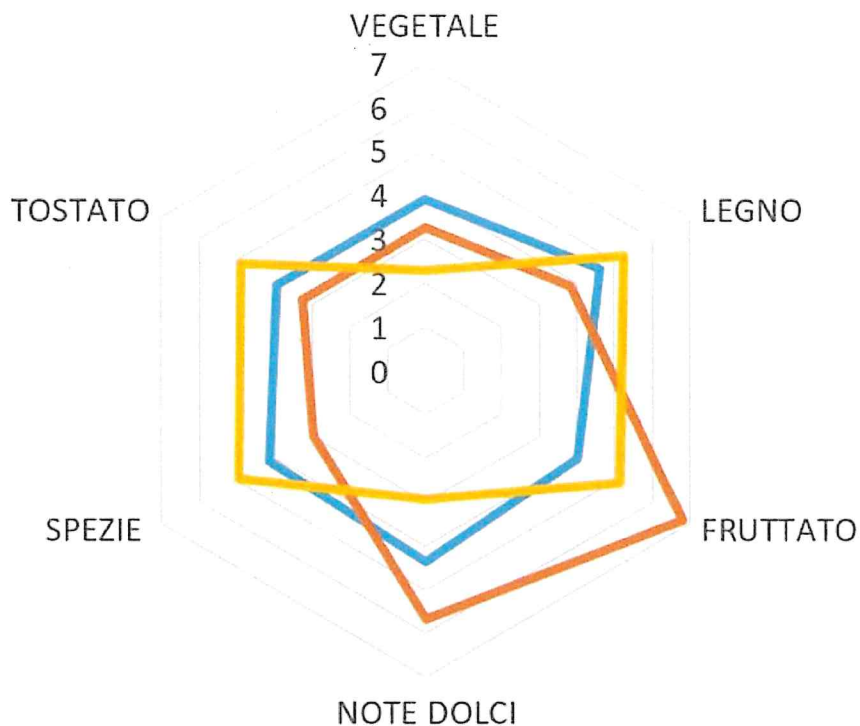 VEGETALE
7
6
5
4
3
2
1
0
TOSTATO
LEGNO
SPEZIE
FRUTTATO
NOTE DOLCI